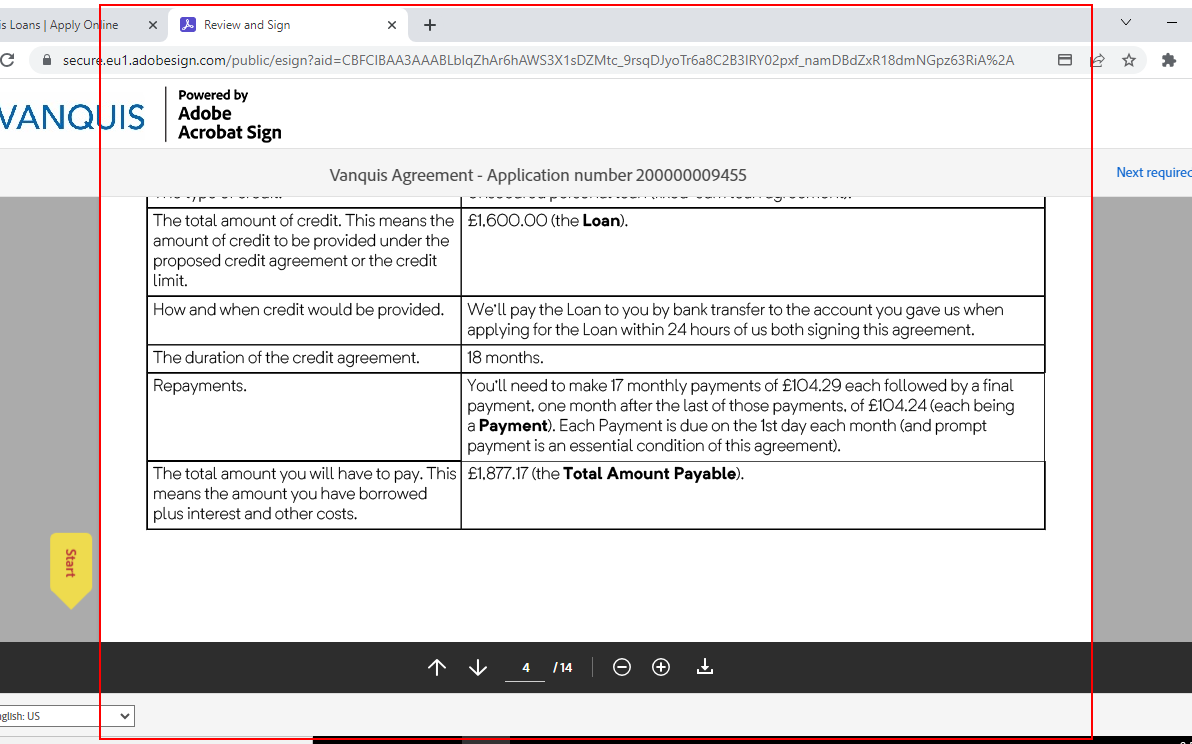 is Loans | Apply Online
Review and Sign
secure.eu1.adobesign.com/public/esign?aid=CBFCIBAA3AAABLblqZhAr6hAWS3X1sDZMtc_9rsqDJyoTr6a8C2B3IRY02pxf_namDBdZxR18dmNGpz63RiA%2A
VANQUIS
Powered by
Adobe
Acrobat Sign
Vanquis Agreement - Application number 200000009455
Next required
The total amount of credit. This means the
amount of credit to be provided under the
proposed credit agreement or the credit
limit.
£1,600.00 (the Loan).
How and when credit would be provided.
We'll pay the Loan to you by bank transfer to the account you gave us when
applying for the Loan within 24 hours of us both signing this agreement.
The duration of the credit agreement.
18 months.
Repayments.
You'll need to make 17 monthly payments of £104.29 each followed by a final
payment, one month after the last of those payments, of £104.24 (each being
a Payment). Each Payment is due on the 1st day each month (and prompt
payment is an essential condition of this agreement).
The total amount you will have to pay. This
means the amount you have borrowed
plus interest and other costs.
£1,877.17 (the Total Amount Payable).
Start
4 / 14
glish: US